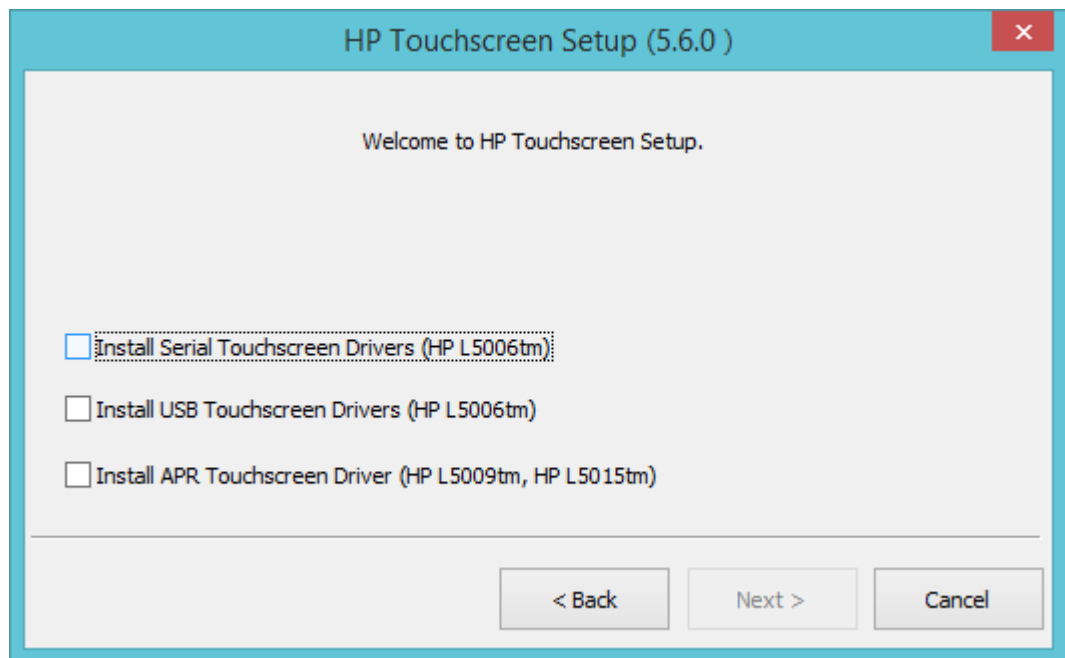 HP Touchscreen Setup (5.6.0 )
Welcome to HP Touchscreen Setup.
Install Serial Touchscreen Drivers (HP L5006tm)
Install USB Touchscreen Drivers (HP L5006tm)
Install APR Touchscreen Driver (HP L5009tm, HP L5015tm)
< Back Next > Cancel